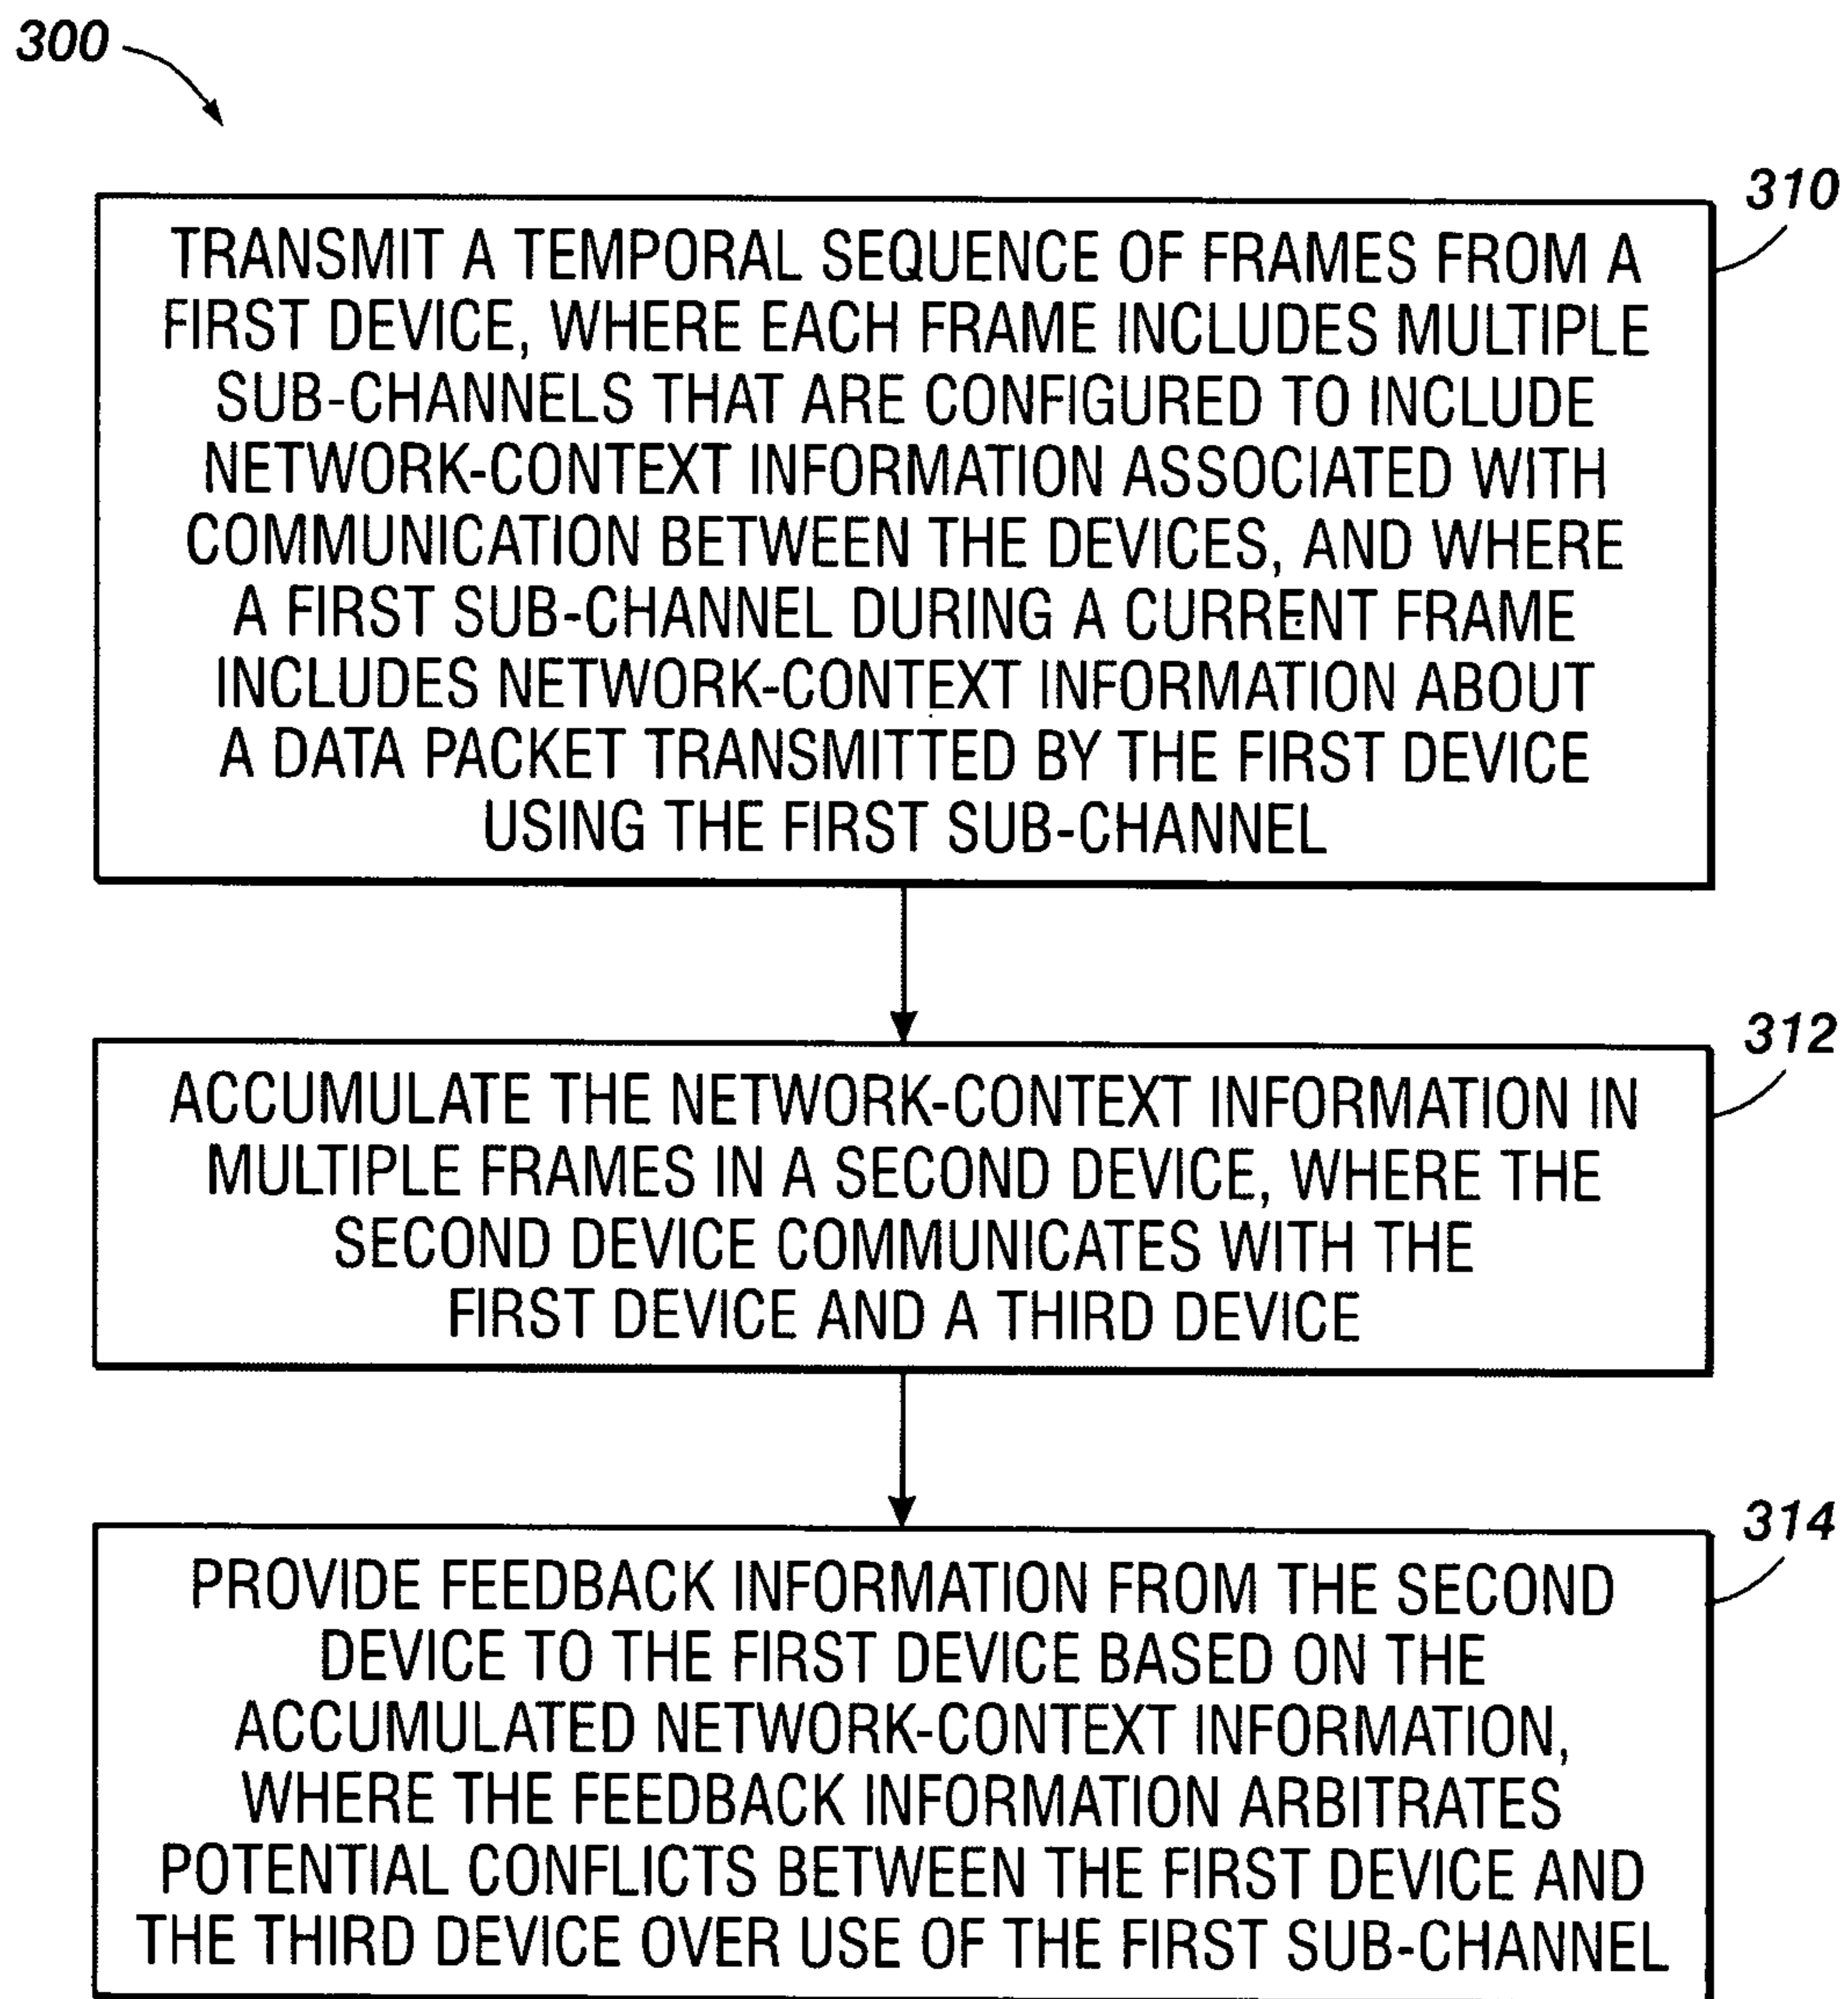 300
310
TRANSMIT A TEMPORAL SEQUENCE OF FRAMES FROM A
FIRST DEVICE, WHERE EACH FRAME INCLUDES MULTIPLE
SUB-CHANNELS THAT ARE CONFIGURED TO INCLUDE
NETWORK-CONTEXT INFORMATION ASSOCIATED WITH
COMMUNICATION BETWEEN THE DEVICES, AND WHERE
A FIRST SUB-CHANNEL DURING A CURRENT FRAME
INCLUDES NETWORK-CONTEXT INFORMATION ABOUT
A DATA PACKET TRANSMITTED BY THE FIRST DEVICE
USING THE FIRST SUB-CHANNEL
312
ACCUMULATE THE NETWORK-CONTEXT INFORMATION IN
MULTIPLE FRAMES IN A SECOND DEVICE, WHERE THE
SECOND DEVICE COMMUNICATES WITH THE
FIRST DEVICE AND A THIRD DEVICE
314
PROVIDE FEEDBACK INFORMATION FROM THE SECOND
DEVICE TO THE FIRST DEVICE BASED ON THE
ACCUMULATED NETWORK-CONTEXT INFORMATION,
WHERE THE FEEDBACK INFORMATION ARBITRATES
POTENTIAL CONFLICTS BETWEEN THE FIRST DEVICE AND
THE THIRD DEVICE OVER USE OF THE FIRST SUB-CHANNEL